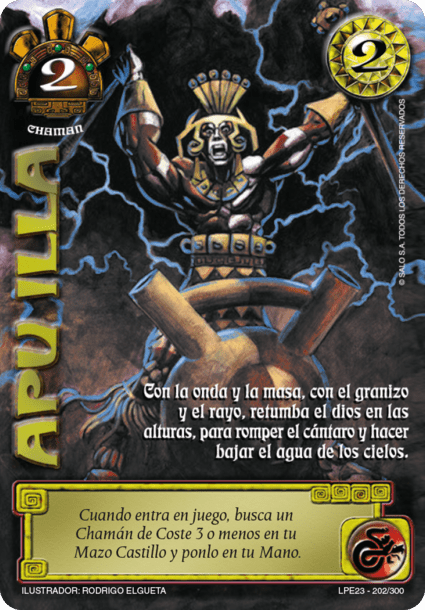 2
2
CHAMAN
APU ILLA
© SALO S.A. TODOS LOS DERECHOS RESERVADOS
Con la onda y la masa, con el granizo
y el rayo, retumba el dios en las
alturas, para romper el cántaro y hacer
bajar el agua de los cielos.
Cuando entra en juego, busca un
Chamán de Coste 3 o menos en tu
Mazo Castillo y ponlo en tu Mano.
ILUSTRADOR: RODRIGO ELGUETA
LPE23 - 202/300